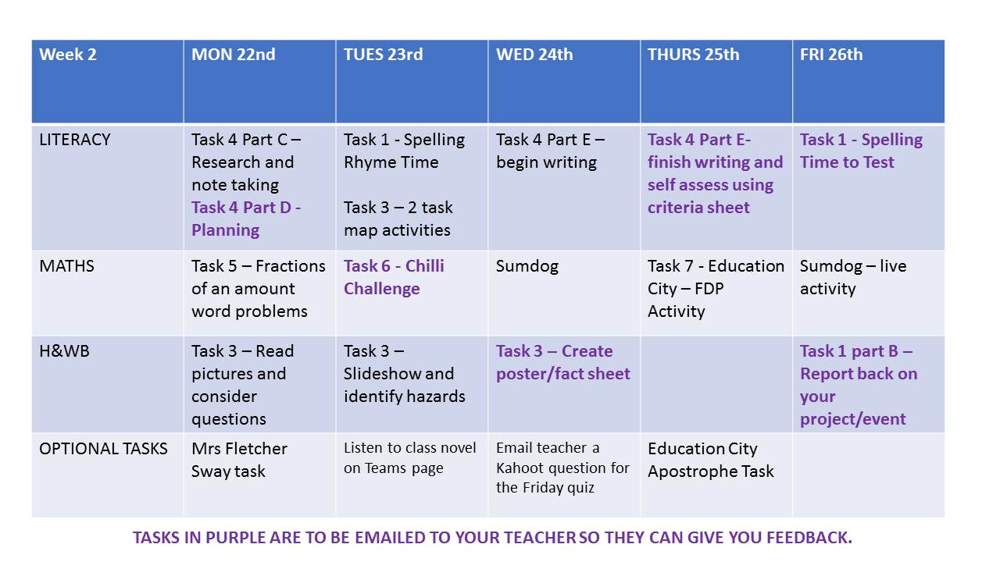 Week 2
MON 22nd
TUES 23rd
WED 24th
THURS 25th
FRI 26th
LITERACY
Task 4 Part C –
Research and
note taking
Task 4 Part D -
Planning
Task 1 - Spelling
Rhyme Time
Task 3 – 2 task
map activities
Task 4 Part E –
begin writing
Task 4 Part E-
finish writing and
self assess using
criteria sheet
Task 1 - Spelling
Time to Test
MATHS
Task 5 – Fractions
of an amount
word problems
Task 6 - Chilli
Challenge
Sumdog
Task 7 - Education
City – FDP
Activity
Sumdog – live
activity
H&WB
Task 3 – Read
pictures and
consider
questions
Task 3 –
Slideshow and
identify hazards
Task 3 – Create
poster/fact sheet
Task 1 part B –
Report back on
your
project/event
OPTIONAL TASKS
Mrs Fletcher
Sway task
Listen to class novel
on Teams page
Email teacher a
Kahoot question for
the Friday quiz
Education City
Apostrophe Task
TASKS IN PURPLE ARE TO BE EMAILED TO YOUR TEACHER SO THEY CAN GIVE YOU FEEDBACK.